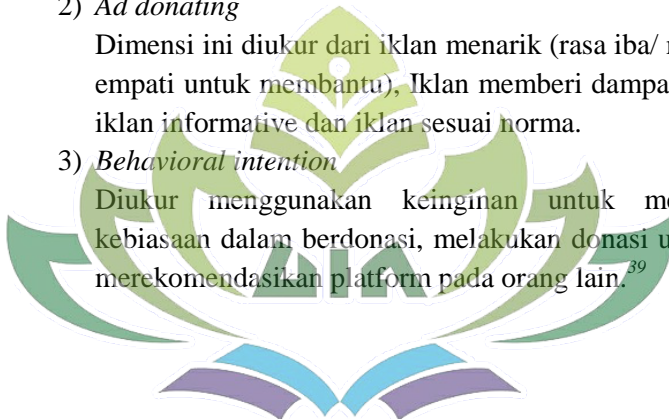 2) Ad donating
Dimensi ini diukur dari iklan menarik (rasa iba/
empati untuk membantu), Iklan memberi
iklan informative dan iklan sesuai norma.
3) Behavioral intention
Diukur menggunakan keinginan untuk
kebiasaan dalam berdonasi, melakukan donasi
merekomendasikan platform pada orang lain.39